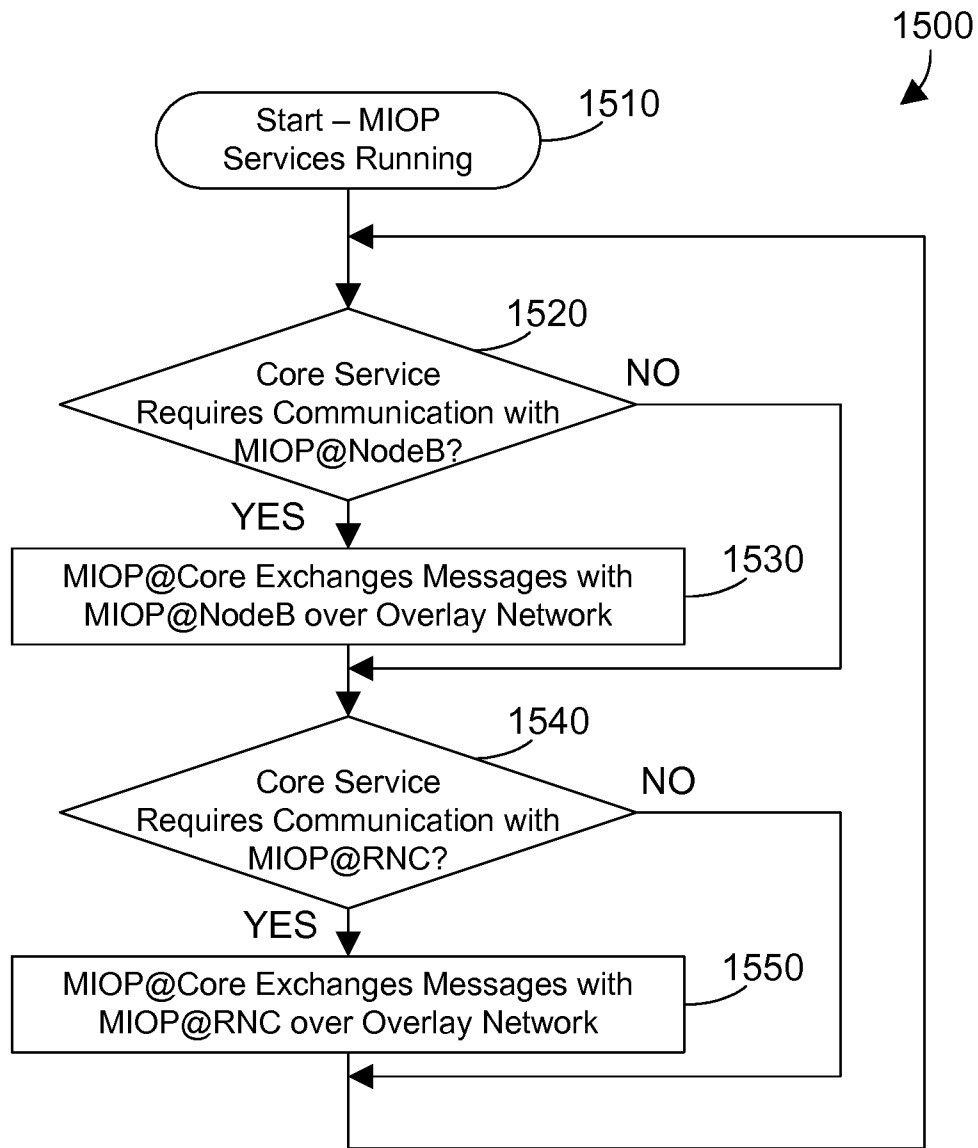 1500
Start – MIOP
Services Running
1510
1520
Core Service
Requires Communication with
MIOP@NodeB?
NO
YES
MIOP@Core Exchanges Messages with
MIOP@NodeB over Overlay Network
1530
1540
Core Service
Requires Communication with
MIOP@RNC?
NO
YES
MIOP@Core Exchanges Messages with
MIOP@RNC over Overlay Network
1550